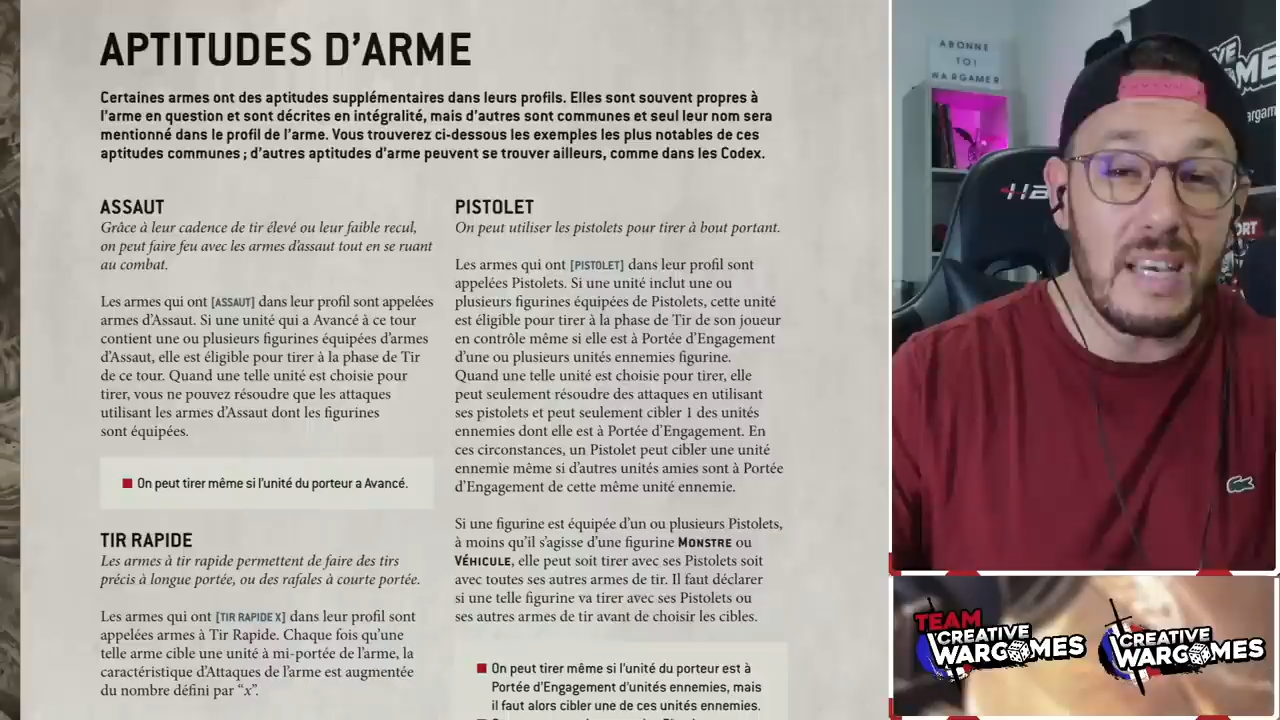 APTITUDES D'ARME
Certaines armes ont des aptitudes supplémentaires dans leurs profils. Elles sont souvent propres à
l'arme en question et sont décrites en intégralité, mais d'autres sont communes et seul leur nom sera
mentionné dans le profil de l'arme. Vous trouverez ci-dessous les exemples les plus notables de ces
aptitudes communes ; d'autres aptitudes d'arme peuvent se trouver ailleurs, comme dans les Codex.
ASSAUT
Grâce à leur cadence de tir élevé ou leur faible recul,
on peut faire feu avec les armes d'assaut tout en se ruant
au combat.
Les armes qui ont [ASSAUT] dans leur profil sont appelées
armes d'Assaut. Si une unité qui a Avancé à ce tour
contient une ou plusieurs figurines équipées d'armes
d'Assaut, elle est éligible pour tirer à la phase de Tir
de ce tour. Quand une telle unité est choisie pour
tirer, vous ne pouvez résoudre que les attaques
utilisant les armes d'Assaut dont les figurines
sont équipées.
On peut tirer même si l'unité du porteur a Avancé.
TIR RAPIDE
Les armes à tir rapide permettent de faire des tirs
précis à longue portée, ou des rafales à courte portée.
Les armes qui ont [TIR RAPIDE X] dans leur profil sont
appelées armes à Tir Rapide. Chaque fois qu'une
telle arme cible une unité à mi-portée de l'arme, la
caractéristique d'Attaques de l'arme est augmentée
du nombre défini par “x”.
PISTOLET
On peut utiliser les pistolets pour tirer à bout portant.
Les armes qui ont [PISTOLET] dans leur profil sont
appelées Pistolets. Si une unité inclut une ou
plusieurs figurines équipées de Pistolets, cette unité
est éligible pour tirer à la phase de Tir de son joueur
en contrôle même si elle est à Portée d'Engagement
d'une ou plusieurs unités ennemies figurine.
Quand une telle unité est choisie pour tirer, elle
peut seulement résoudre des attaques en utilisant
ses pistolets et peut seulement cibler 1 des unités
ennemies dont elle est à Portée d'Engagement. En
ces circonstances, un Pistolet peut cibler une unité
ennemie même si d'autres unités amies sont à Portée
d'Engagement de cette même unité ennemie.
Si une figurine est équipée d'un ou plusieurs Pistolets,
à moins qu'il s'agisse d'une figurine MONSTRE ou
VÉHICULE, elle peut soit tirer avec ses Pistolets soit
avec toutes ses autres armes de tir. Il faut déclarer
si une telle figurine va tirer avec ses Pistolets ou
ses autres armes de tir avant de choisir les cibles.
On peut tirer même si l'unité du porteur est à
Portée d'Engagement d'unités ennemies, mais
il faut alors cibler une de ces unités ennemies.
ABONNE
TOI
WARGAMER
TEAM
CREATIVE
WARGAMES
CREATIVE
WARGAMES